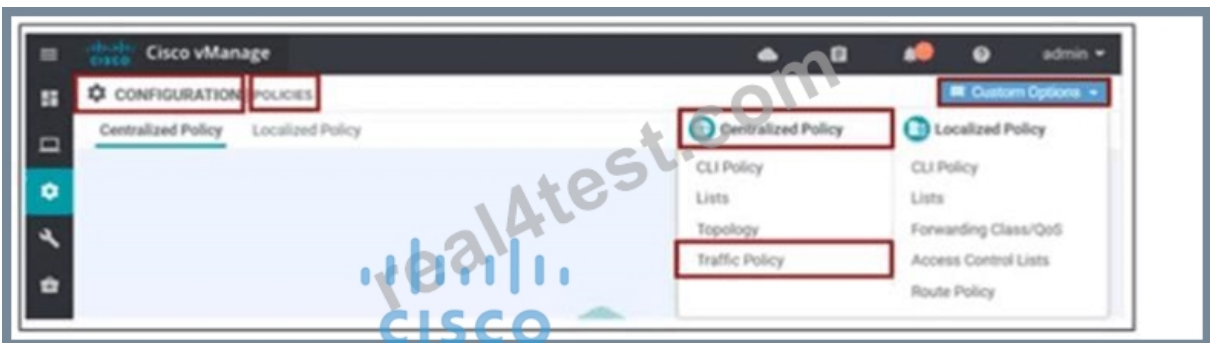 CISCO Cisco vManage admin
CONFIGURATION POLICIES Custom Options
Centralized Policy Localized Policy
Centralized Policy Localized Policy
CLI Policy CLI Policy
Lists Lists
Topology Forwarding Class/QoS
Traffic Policy Access Control Lists
Route Policy
real4test.com
CISCO